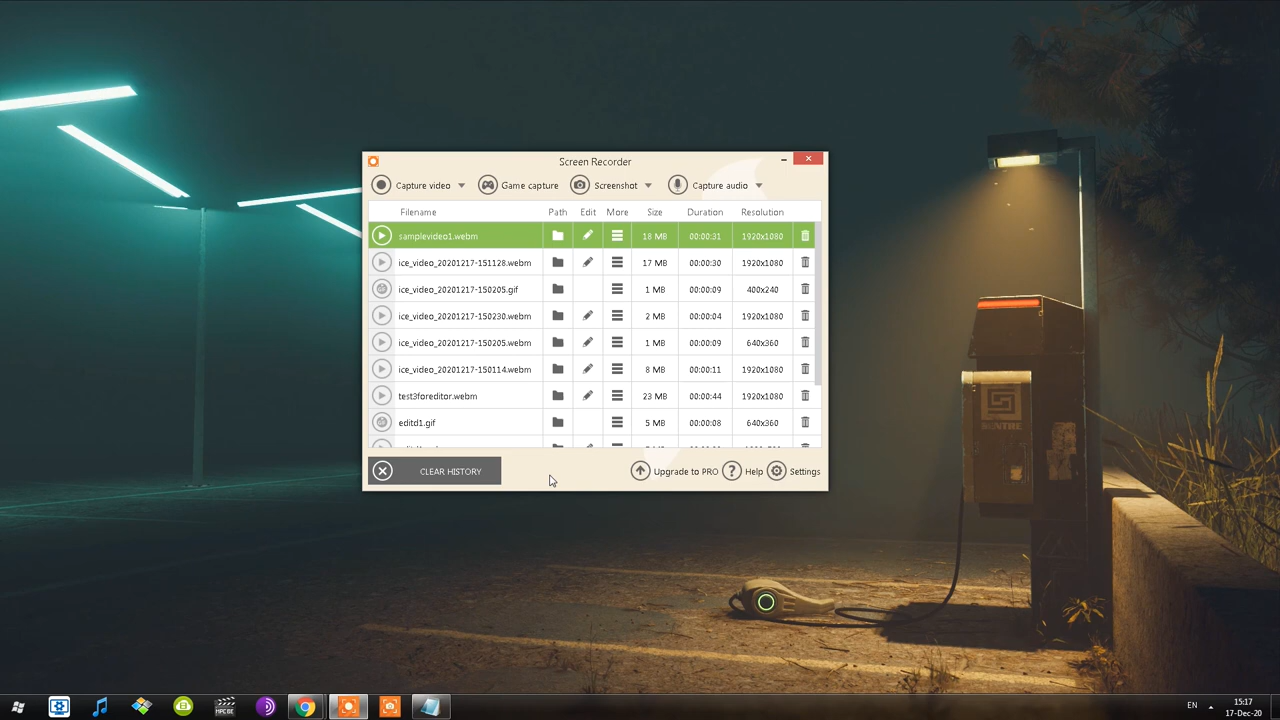 Screen Recorder
Capture video Game capture Screenshot Capture audio
Filename Path Edit More Size Duration Resolution
samplevideo1.webm 18 MB 00:00:31 1920x1080
ice_video_20201217-151128.webm 17 MB 00:00:30 1920x1080
ice_video_20201217-150205.gif 1 MB 00:00:09 400x240
ice_video_20201217-150230.webm 2 MB 00:00:04 1920x1080
ice_video_20201217-150205.webm 1 MB 00:00:09 640x360
ice_video_20201217-150114.webm 8 MB 00:00:11 1920x1080
test3foreditor.webm 23 MB 00:00:44 1920x1080
editd1.gif 5 MB 00:00:08 640x360
CLEAR HISTORY Upgrade to PRO ? Help Settings
EN 15:17
17-Dec-20